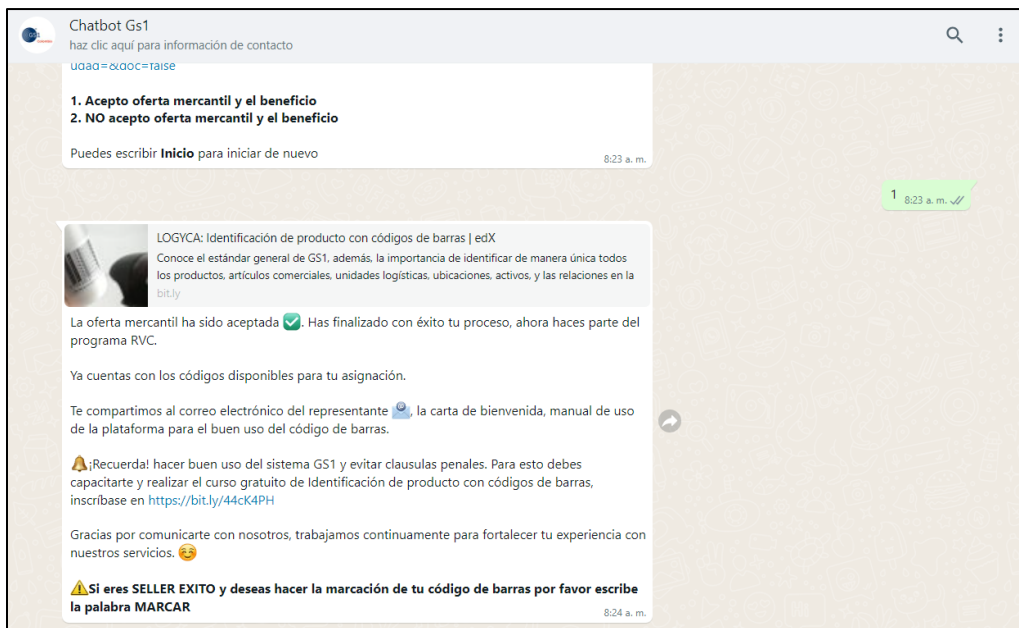 Chatbot Gs1
haz clic aquí para información de contacto
udad=&doc=false
1. Acepto oferta mercantil y el beneficio
2. NO acepto oferta mercantil y el beneficio
Puedes escribir Inicio para iniciar de nuevo
8:23 a. m.
1 8:23 a. m.
LOGYCA: Identificación de producto con códigos de barras | edX
Conoce el estándar general de GS1, además, la importancia de identificar de manera única todos
los productos, artículos comerciales, unidades logísticas, ubicaciones, activos, y las relaciones en la
bit.ly
La oferta mercantil ha sido aceptada ✅. Has finalizado con éxito tu proceso, ahora haces parte del
programa RVC.
Ya cuentas con los códigos disponibles para tu asignación.
Te compartimos al correo electrónico del representante 📧, la carta de bienvenida, manual de uso
de la plataforma para el buen uso del código de barras.
🔔¡Recuerda! hacer buen uso del sistema GS1 y evitar clausulas penales. Para esto debes
capacitarte y realizar el curso gratuito de Identificación de producto con códigos de barras,
inscríbase en https://bit.ly/44cK4PH
Gracias por comunicarte con nosotros, trabajamos continuamente para fortalecer tu experiencia con
nuestros servicios. ☺️
⚠️Si eres SELLER EXITO y deseas hacer la marcación de tu código de barras por favor escribe
la palabra MARCAR
8:24 a. m.